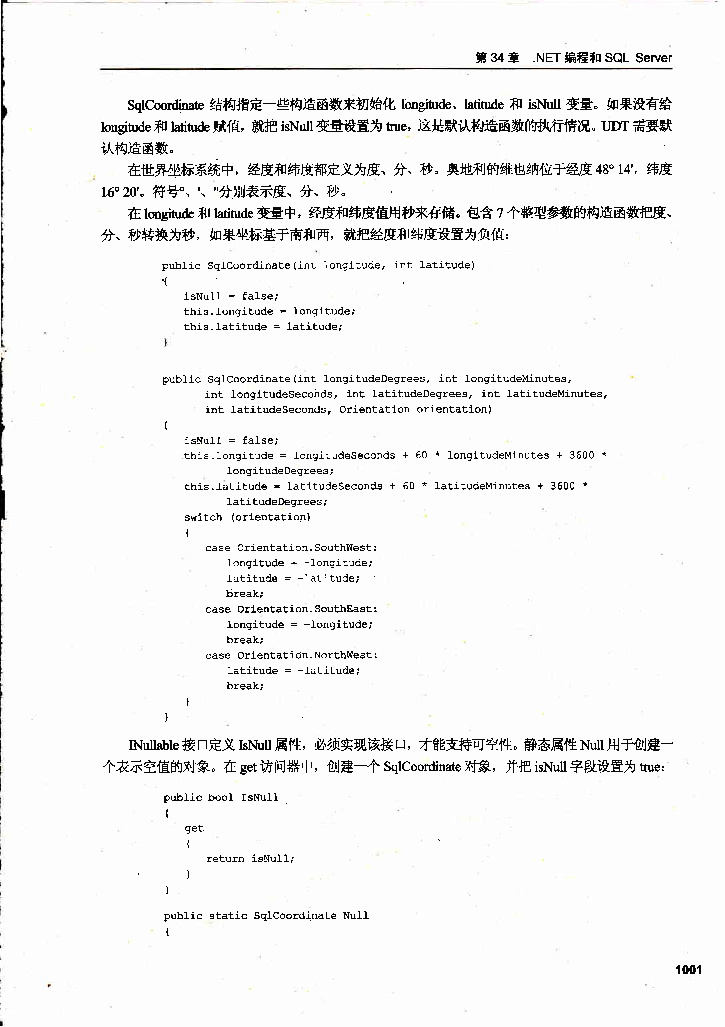 第 34 章 .NET 编程和 SQL Server
SqlCoordinate 结构指定一些构造函数来初始化 longitude、latitude 和 isNull 变量。如果没有给
longitude 和 latitude 赋值，就把 isNull 变量设置为 true，这是默认构造函数的执行情况。UDT 需要默
认构造函数。
在世界坐标系统中，经度和纬度都定义为度、分、秒。奥地利的维也纳位于经度 48° 14'，纬度
16° 20'。符号°、'、"分别表示度、分、秒。
在 longitude 和 latitude 变量中，经度和纬度值用秒来存储。包含 7 个整型参数的构造函数把度、
分、秒转换为秒，如果坐标基于南和西，就把经度和纬度设置为负值：
public SqlCoordinate(int longitude, int latitude)
{
isNull = false;
this.longitude = longitude;
this.latitude = latitude;
}
public SqlCoordinate(int longitudeDegrees, int longitudeMinutes,
int longitudeSeconds, int latitudeDegrees, int latitudeMinutes,
int latitudeSeconds, Orientation orientation)
{
isNull = false;
this.longitude = longitudeSeconds + 60 * longitudeMinutes + 3600 *
longitudeDegrees;
this.latitude = latitudeSeconds + 60 * latitudeMinutes + 3600 *
latitudeDegrees;
switch (orientation)
{
case Orientation.SouthWest:
longitude = -longitude;
latitude = -latitude;
break;
case Orientation.SouthEast:
longitude = -longitude;
break;
case Orientation.NorthWest:
latitude = -latitude;
break;
}
}
INullable 接口定义 IsNull 属性，必须实现该接口，才能支持可空性。静态属性 Null 用于创建一
个表示空值的对象。在 get 访问器中，创建一个 SqlCoordinate 对象，并把 isNull 字段设置为 true：
public bool IsNull
{
get
{
return isNull;
}
}
public static SqlCoordinate Null
{
1001